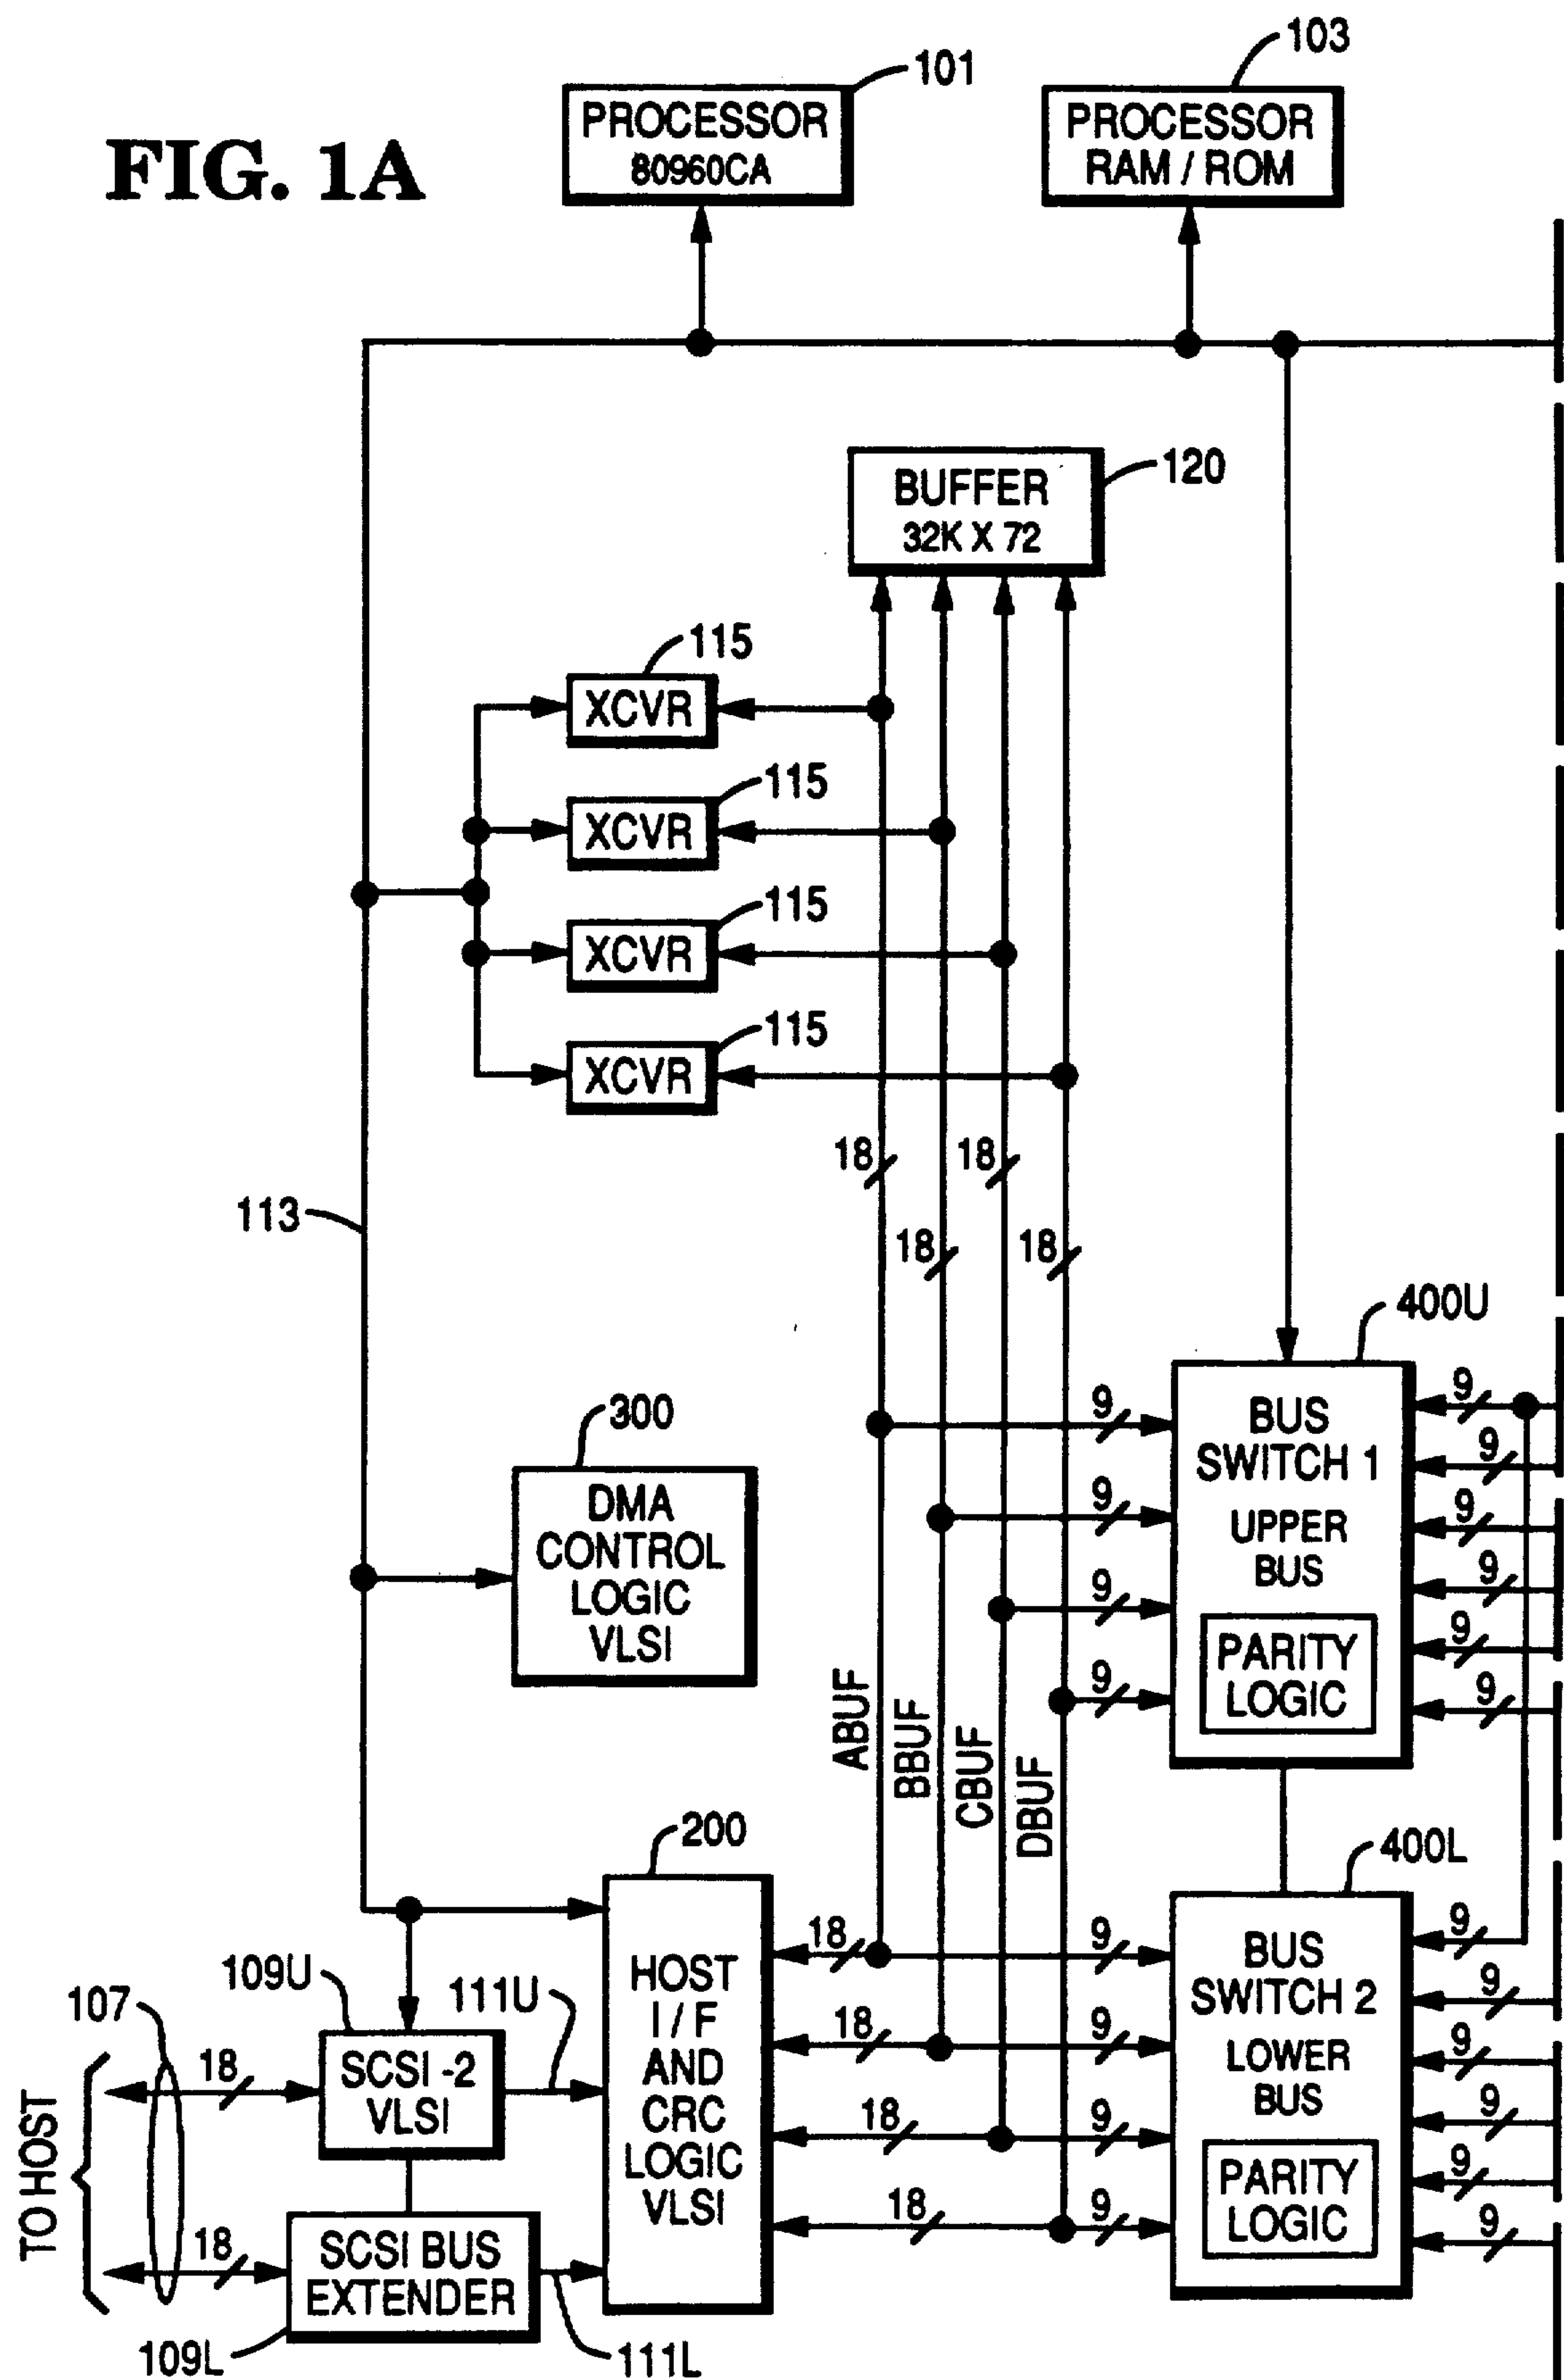 FIG. 1A
101
PROCESSOR
80960CA
103
PROCESSOR
RAM / ROM
120
BUFFER
32K X 72
115
XCVR
115
XCVR
115
XCVR
115
XCVR
18
18
18
18
113
400U
9
9
9
9
BUS
SWITCH 1
UPPER
BUS
PARITY
LOGIC
9
9
9
9
9
9
300
DMA
CONTROL
LOGIC
VLSI
ABUF
BBUF
CBUF
DBUF
200
HOST
I / F
AND
CRC
LOGIC
VLSI
18
18
18
18
400L
9
9
9
9
BUS
SWITCH 2
LOWER
BUS
PARITY
LOGIC
9
9
9
9
9
9
109U
111U
107
18
SCSI -2
VLSI
TO HOST
18
SCSI BUS
EXTENDER
109L
111L